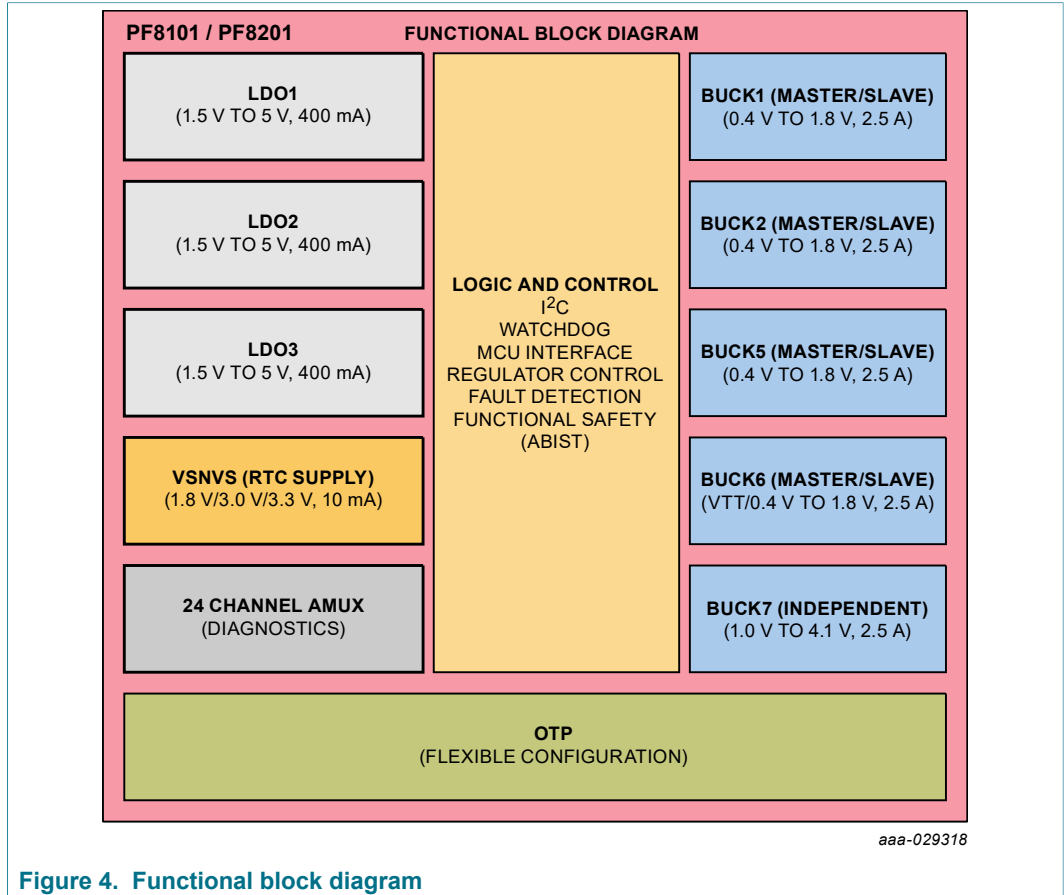 PF8101 / PF8201
FUNCTIONAL BLOCK DIAGRAM
LDO1
(1.5 V TO 5 V, 400 mA)
LDO2
(1.5 V TO 5 V, 400 mA)
LDO3
(1.5 V TO 5 V, 400 mA)
VSNVS (RTC SUPPLY)
(1.8 V/3.0 V/3.3 V, 10 mA)
24 CHANNEL AMUX
(DIAGNOSTICS)
LOGIC AND CONTROL
I²C
WATCHDOG
MCU INTERFACE
REGULATOR CONTROL
FAULT DETECTION
FUNCTIONAL SAFETY
(ABIST)
BUCK1 (MASTER/SLAVE)
(0.4 V TO 1.8 V, 2.5 A)
BUCK2 (MASTER/SLAVE)
(0.4 V TO 1.8 V, 2.5 A)
BUCK5 (MASTER/SLAVE)
(0.4 V TO 1.8 V, 2.5 A)
BUCK6 (MASTER/SLAVE)
(VTT/0.4 V TO 1.8 V, 2.5 A)
BUCK7 (INDEPENDENT)
(1.0 V TO 4.1 V, 2.5 A)
OTP
(FLEXIBLE CONFIGURATION)
aaa-029318
Figure 4. Functional block diagram